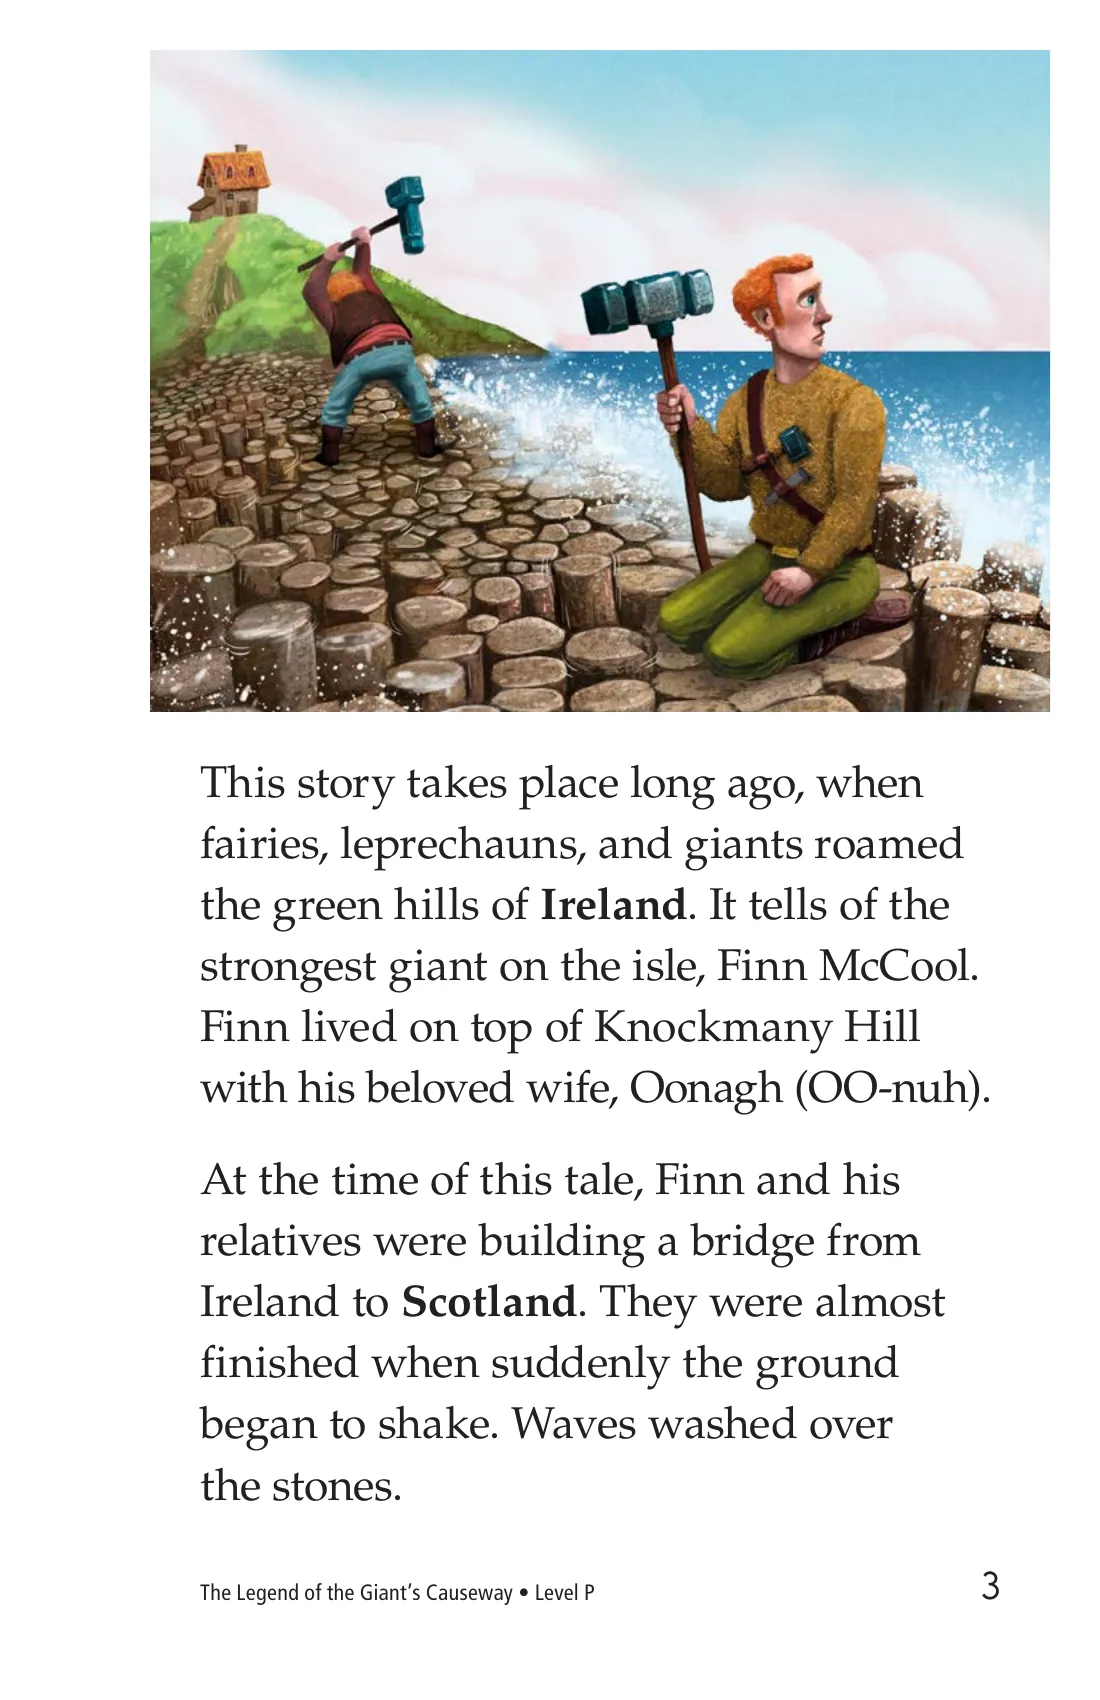 This story takes place long ago, when
fairies, leprechauns, and giants roamed
the green hills of Ireland. It tells of the
strongest giant on the isle, Finn McCool.
Finn lived on top of Knockmany Hill
with his beloved wife, Oonagh (OO-nuh).
At the time of this tale, Finn and his
relatives were building a bridge from
Ireland to Scotland. They were almost
finished when suddenly the ground
began to shake. Waves washed over
the stones.
The Legend of the Giant’s Causeway • Level P
3